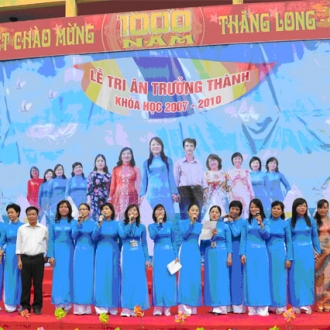 T CHÀO MỪNG 1000 NĂM THĂNG LONG -
LỄ TRI ÂN TRƯỞNG THÀNH
KHÓA HỌC 2007 - 2010